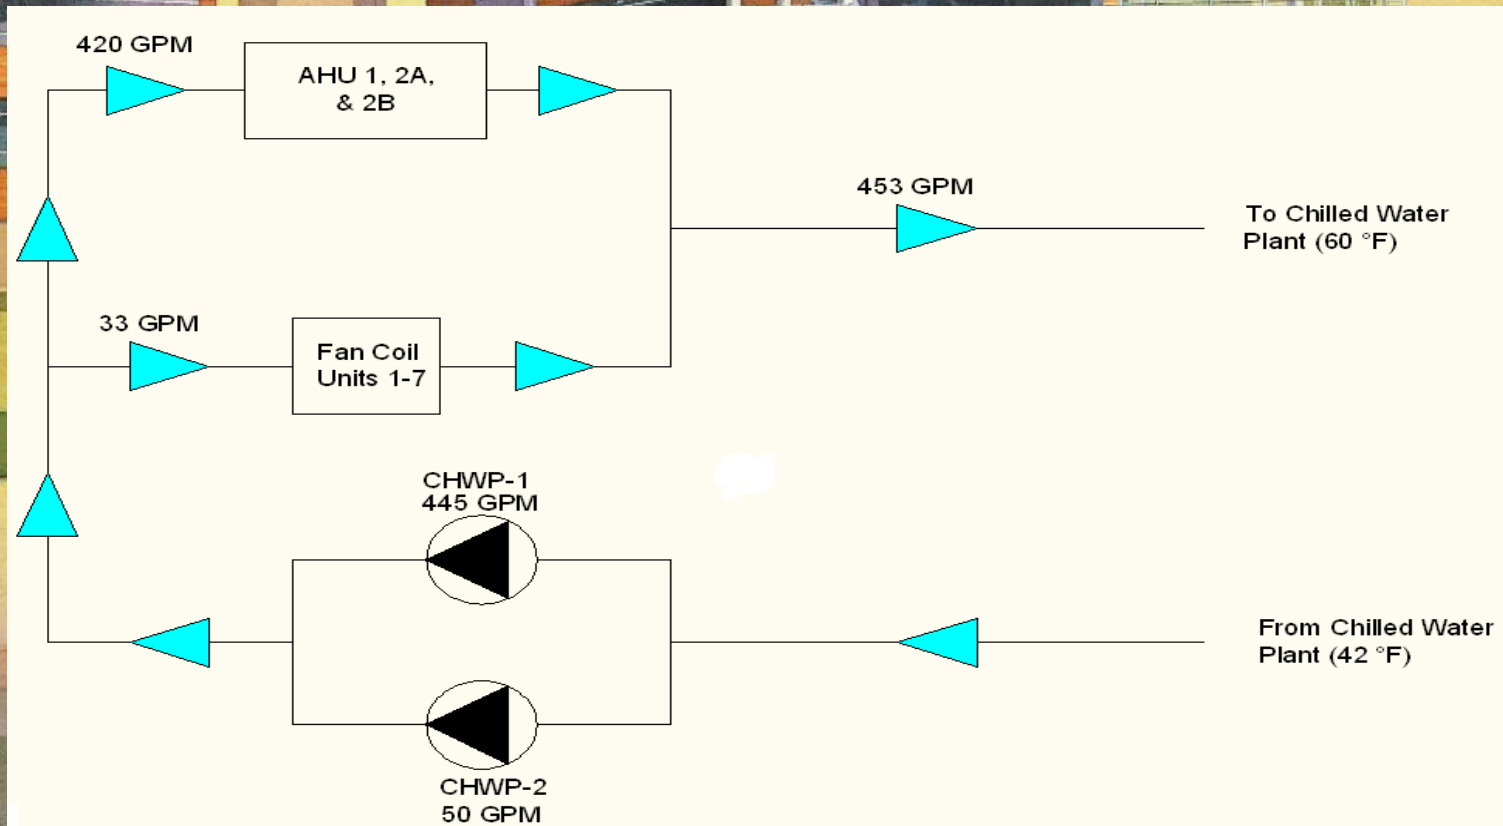 420 GPM
AHU 1, 2A,
& 2B
453 GPM
To Chilled Water
Plant (60 °F)
33 GPM
Fan Coil
Units 1-7
CHWP-1
445 GPM
From Chilled Water
Plant (42 °F)
CHWP-2
50 GPM